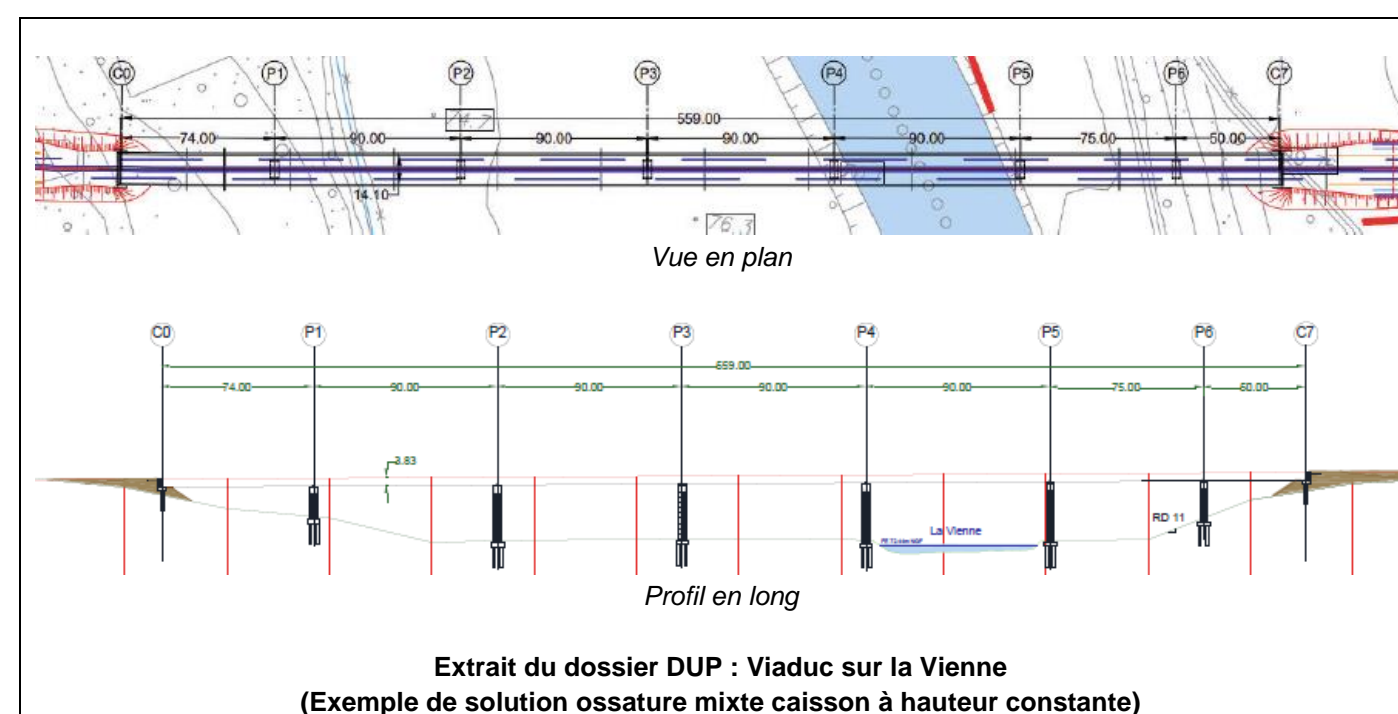 C0 P1 P2 P3 P4 P5 P6 C7
559.00
74.00 90.00 90.00 90.00 90.00 75.00 50.00
14.10
76.3
Vue en plan
C0 P1 P2 P3 P4 P5 P6 C7
559.00
74.00 90.00 90.00 90.00 90.00 75.00 50.00
3.83
RD 11
La Vienne
Profil en long
Extrait du dossier DUP : Viaduc sur la Vienne
(Exemple de solution ossature mixte caisson à hauteur constante)